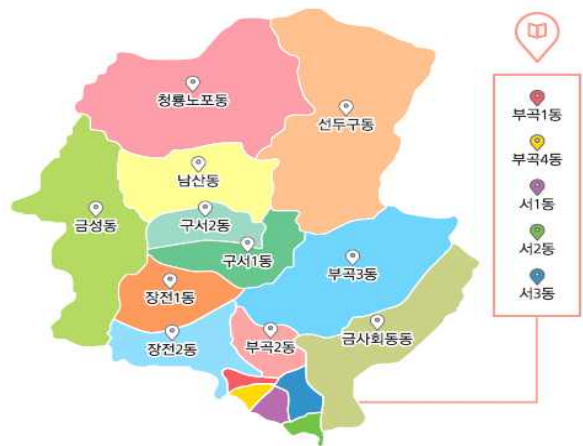 청룡노포동
선두구동
남산동
금성동
구서2동
구서1동
부곡3동
장전1동
장전2동
부곡2동
금사회동동
부곡1동
부곡4동
서1동
서2동
서3동